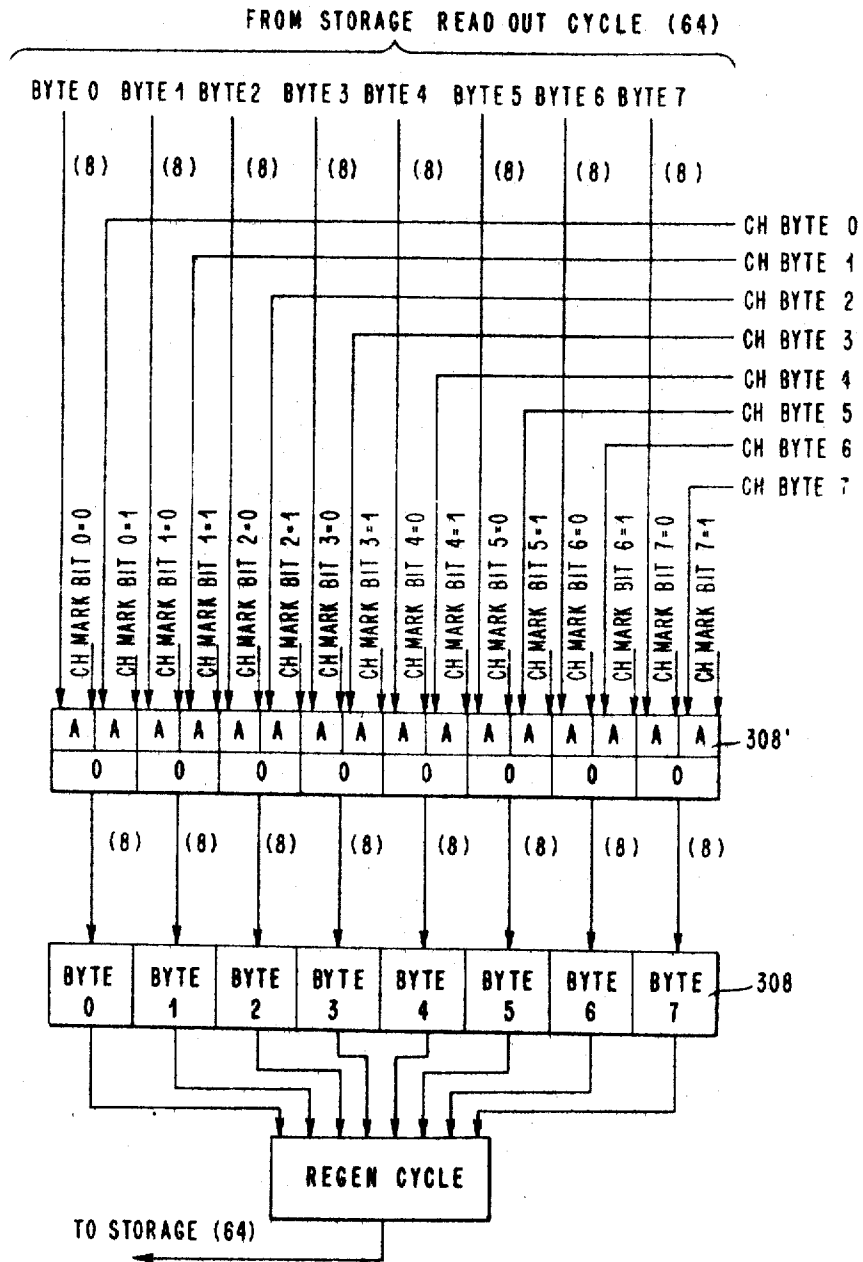 FROM STORAGE READ OUT CYCLE (64)
BYTE 0 BYTE 1 BYTE 2 BYTE 3 BYTE 4 BYTE 5 BYTE 6 BYTE 7
(8) (8) (8) (8) (8) (8) (8) (8)
CH BYTE 0
CH BYTE 1
CH BYTE 2
CH BYTE 3
CH BYTE 4
CH BYTE 5
CH BYTE 6
CH BYTE 7
CH MARK BIT 0=0
CH MARK BIT 0=1
CH MARK BIT 1=0
CH MARK BIT 1=1
CH MARK BIT 2=0
CH MARK BIT 2=1
CH MARK BIT 3=0
CH MARK BIT 3=1
CH MARK BIT 4=0
CH MARK BIT 4=1
CH MARK BIT 5=0
CH MARK BIT 5=1
CH MARK BIT 6=0
CH MARK BIT 6=1
CH MARK BIT 7=0
CH MARK BIT 7=1
A A A A A A A A A A A A A A A A 308'
O O O O O O O O
(8) (8) (8) (8) (8) (8) (8) (8)
BYTE BYTE BYTE BYTE BYTE BYTE BYTE BYTE 308
0 1 2 3 4 5 6 7
REGEN CYCLE
TO STORAGE (64)